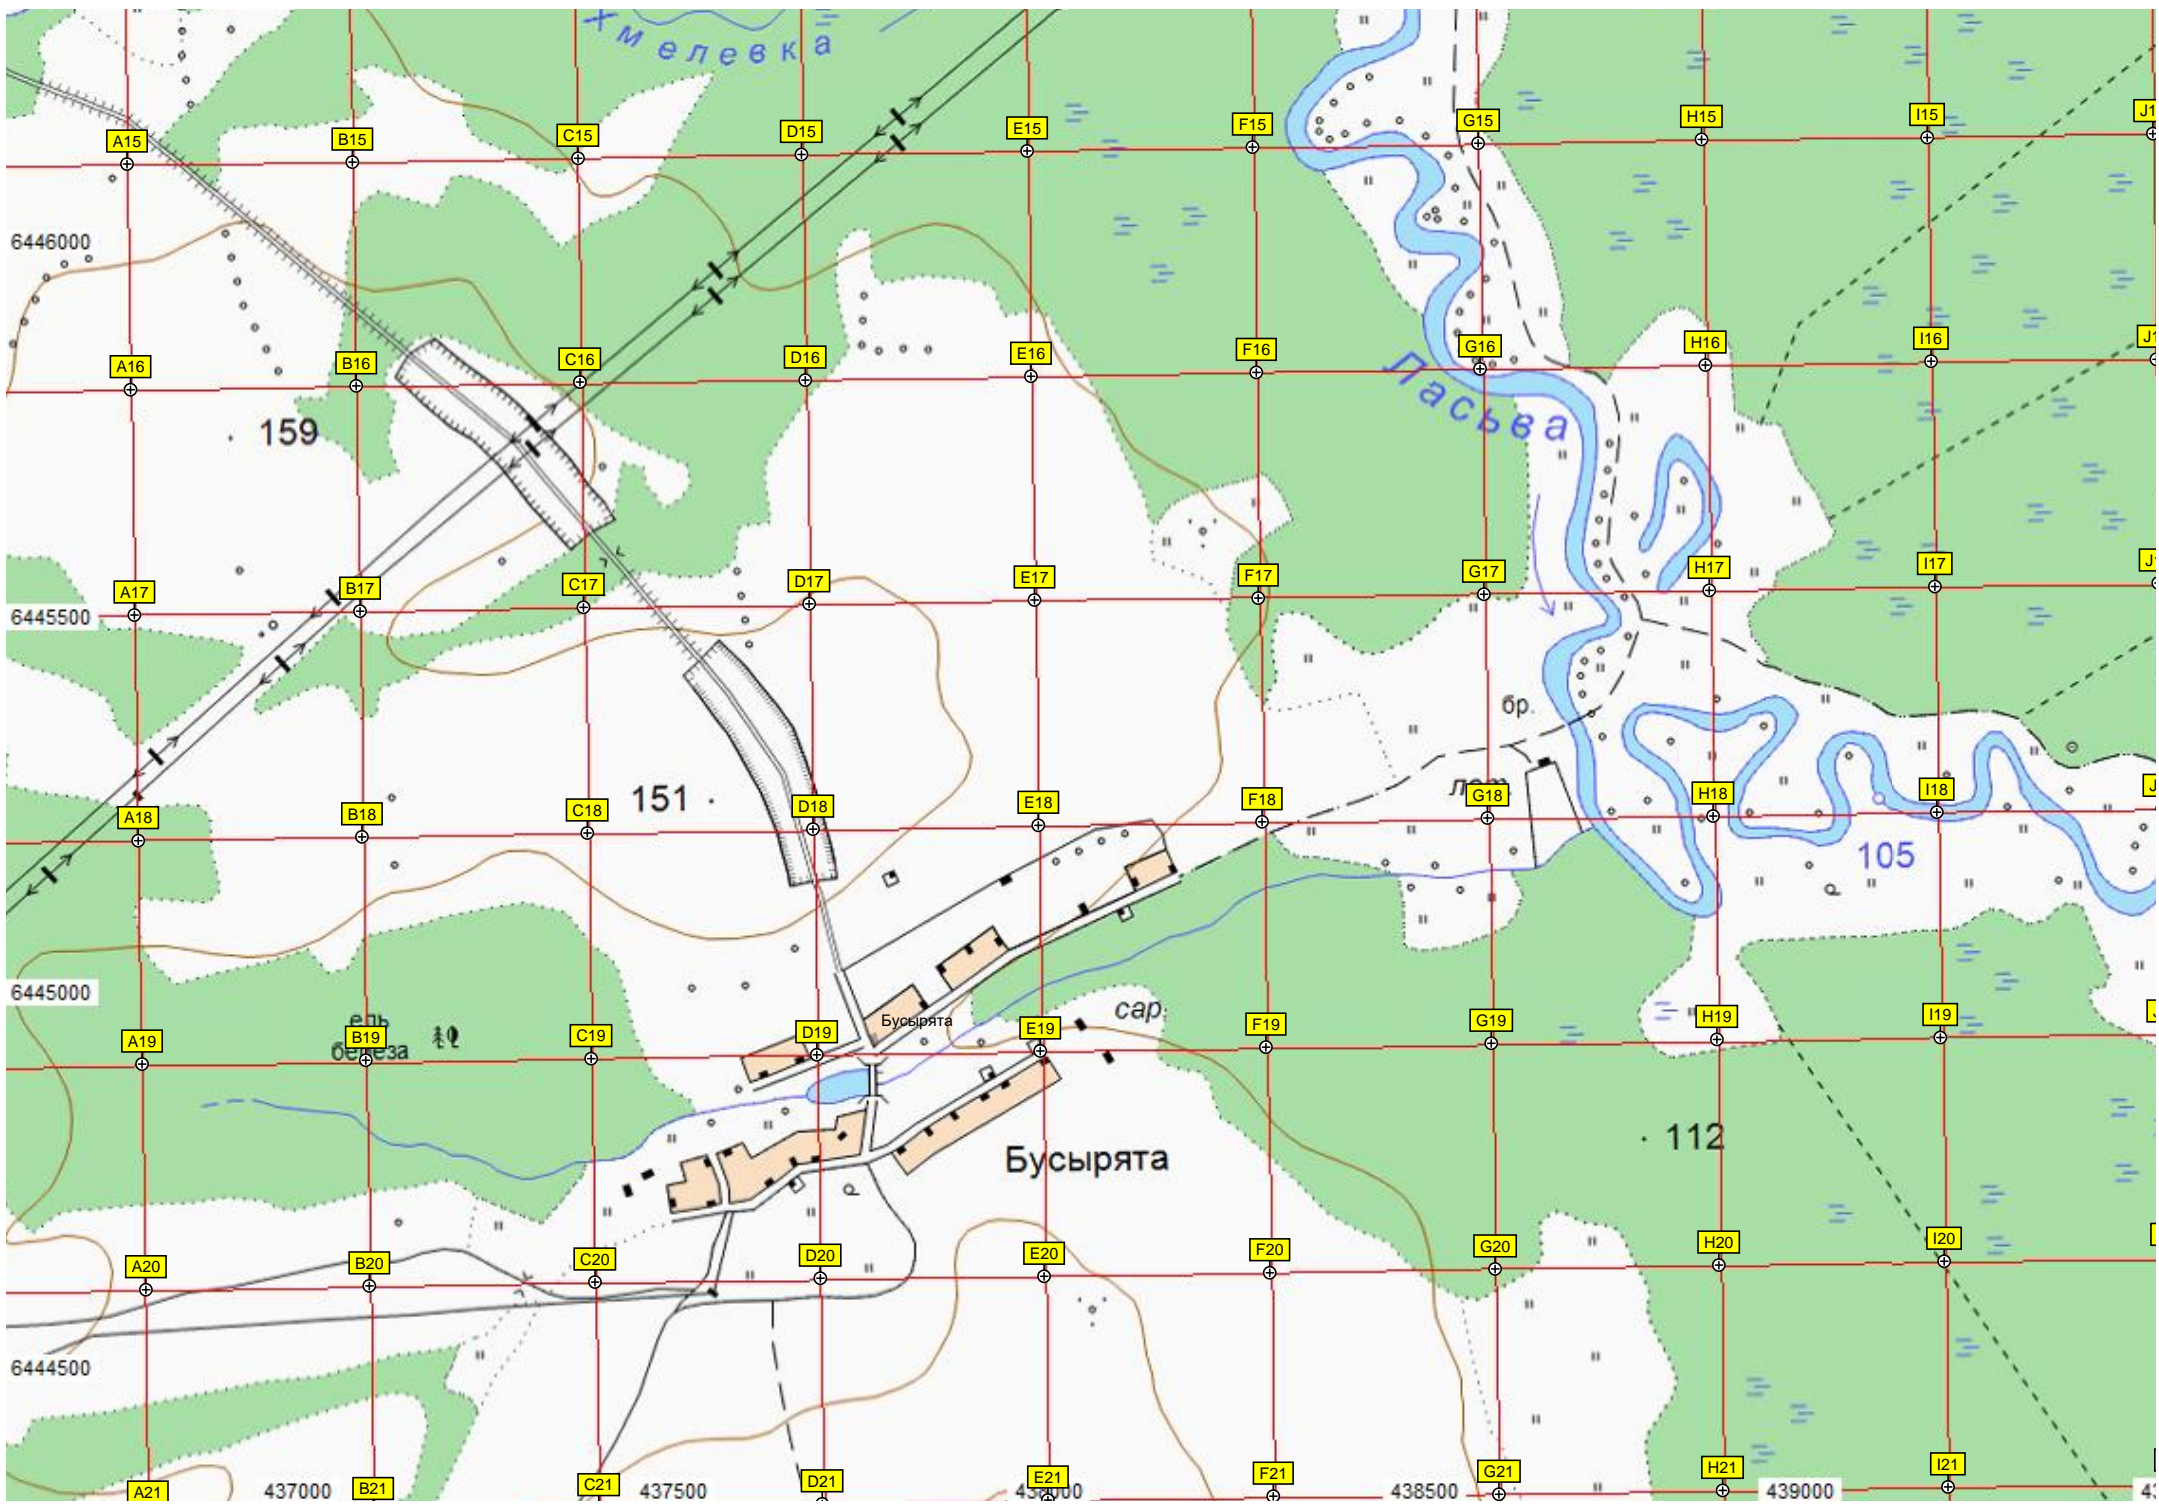 Хмелевка
A15 B15 C15 D15 E15 F15 G15 H15 I15
6446000
A16 B16 C16 D16 E16 F16 G16 H16 I16
Ласьва
159
A17 B17 C17 D17 E17 F17 G17 H17 I17
6445500
бр.
151
A18 B18 C18 D18 E18 F18 G18 H18 I18
105
6445000
ель
береза
сар.
Бусырята
A19 B19 C19 D19 E19 F19 G19 H19 I19
112
Бусырята
A20 B20 C20 D20 E20 F20 G20 H20 I20
6444500
A21 B21 C21 D21 E21 F21 G21 H21 I21
437000 437500 438000 438500 439000